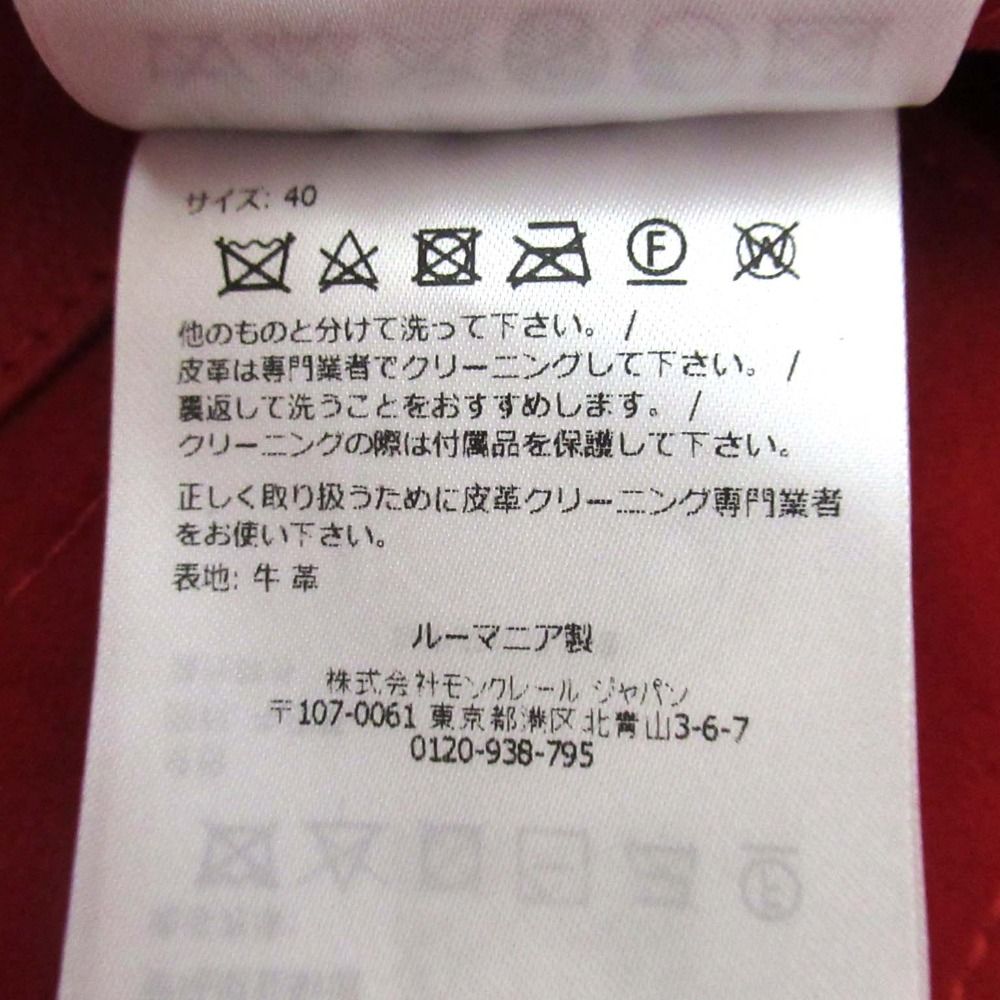 サイズ: 40
F
W
他のものと分けて洗って下さい。 /
皮革は専門業者でクリーニングして下さい。 /
裏返して洗うことをおすすめします。 /
クリーニングの際は付属品を保護して下さい。
正しく取り扱うために皮革クリーニング専門業者
をお使い下さい。
表地: 牛 革
ルーマニア製
株式会社モンクレール ジャパン
〒107-0061 東京都港区北青山3-6-7
0120-938-795